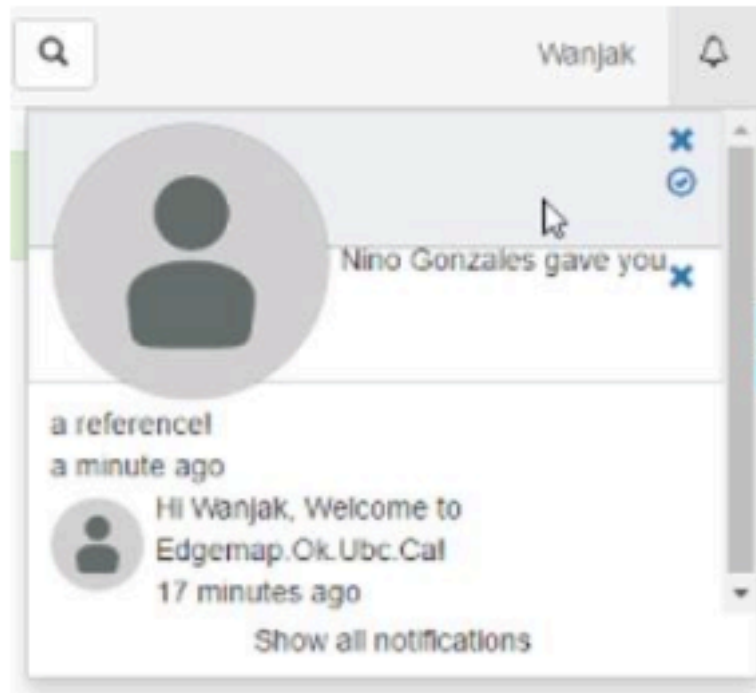 Wanjak
Nino Gonzales gave you
a reference!
a minute ago
Hi Wanjak, Welcome to
Edgemap.Ok.Ubc.Ca!
17 minutes ago
Show all notifications